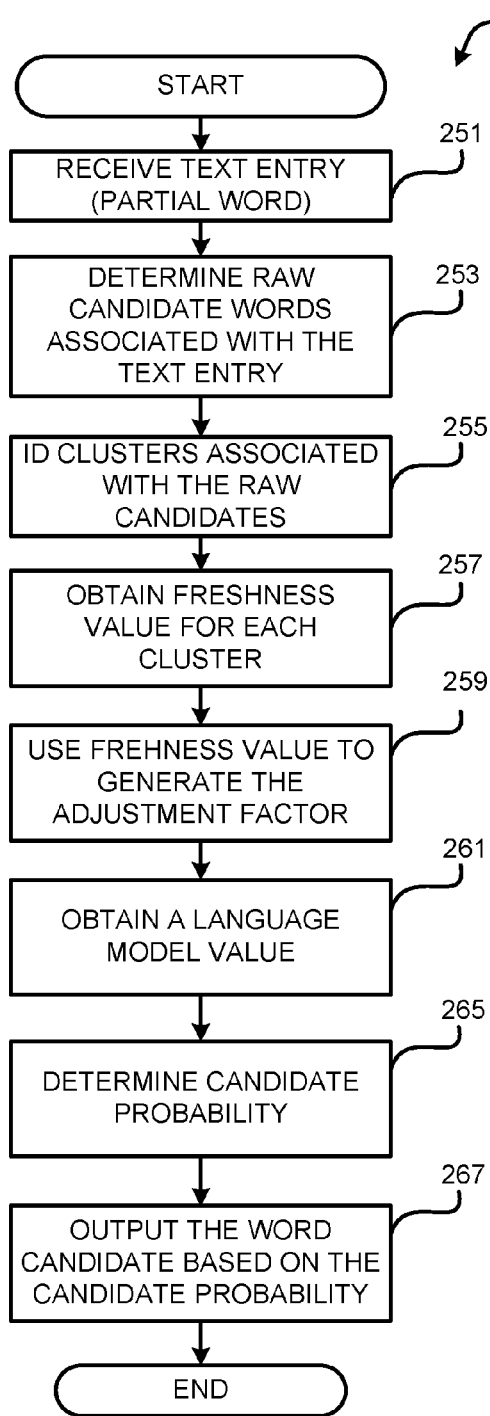 START
251
RECEIVE TEXT ENTRY
(PARTIAL WORD)
253
DETERMINE RAW
CANDIDATE WORDS
ASSOCIATED WITH THE
TEXT ENTRY
255
ID CLUSTERS ASSOCIATED
WITH THE RAW
CANDIDATES
257
OBTAIN FRESHNESS
VALUE FOR EACH
CLUSTER
259
USE FREHNESS VALUE TO
GENERATE THE
ADJUSTMENT FACTOR
261
OBTAIN A LANGUAGE
MODEL VALUE
265
DETERMINE CANDIDATE
PROBABILITY
267
OUTPUT THE WORD
CANDIDATE BASED ON THE
CANDIDATE PROBABILITY
END